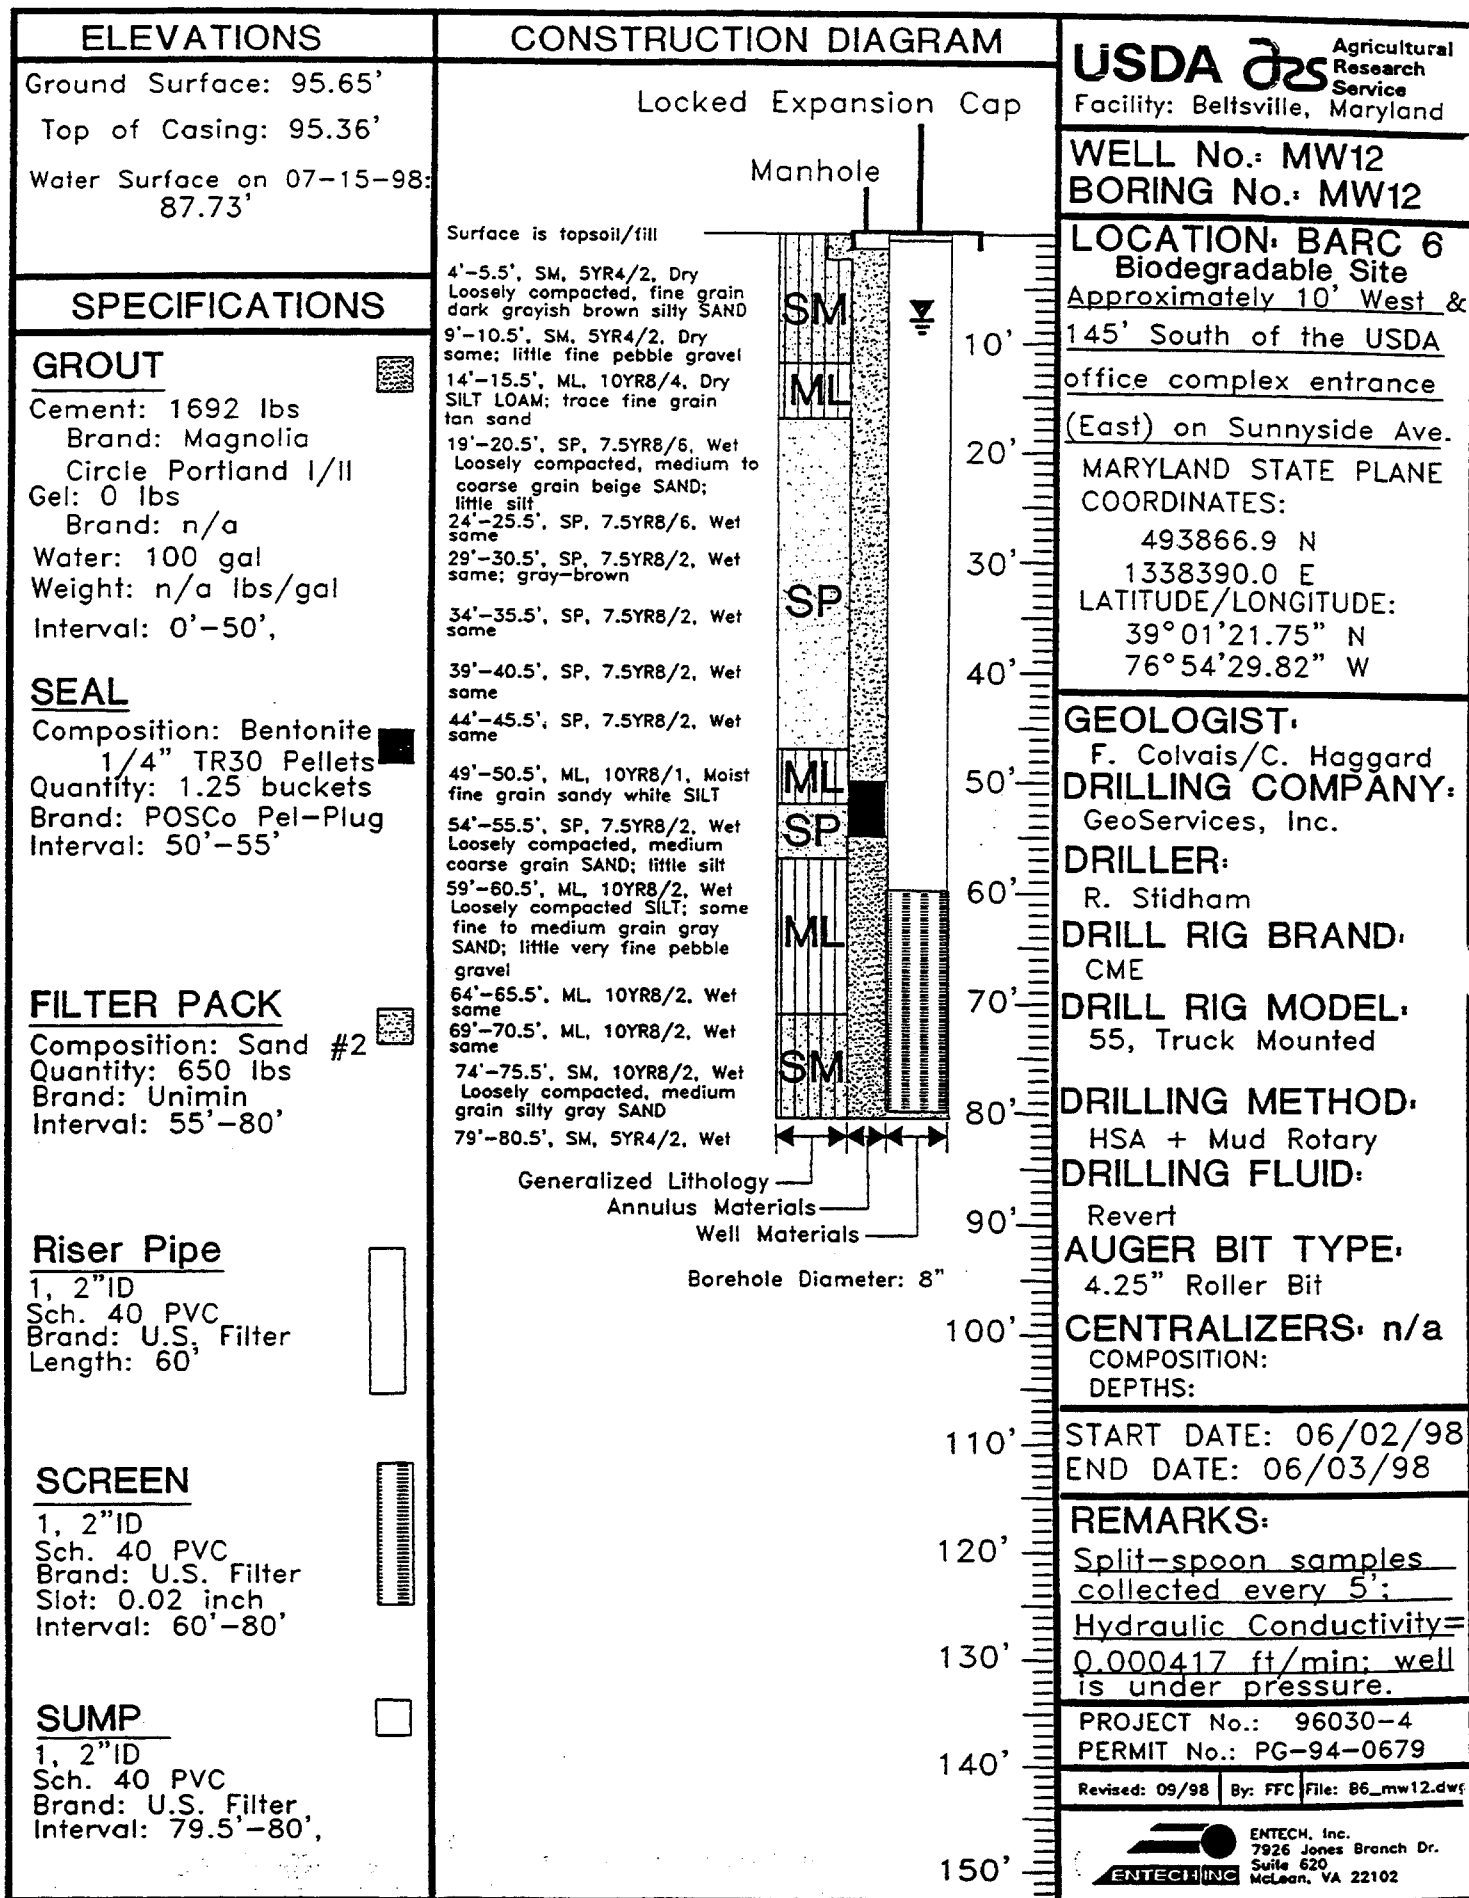 ELEVATIONS
Ground Surface: 95.65'
Top of Casing: 95.36'
Water Surface on 07-15-98:
87.73'
SPECIFICATIONS
GROUT
Cement: 1692 lbs
Brand: Magnolia
Circle Portland I/II
Gel: 0 lbs
Brand: n/a
Water: 100 gal
Weight: n/a lbs/gal
Interval: 0'-50',
SEAL
Composition: Bentonite
1/4" TR30 Pellets
Quantity: 1.25 buckets
Brand: POSCo Pel-Plug
Interval: 50'-55'
FILTER PACK
Composition: Sand #2
Quantity: 650 lbs
Brand: Unimin
Interval: 55'-80'
Riser Pipe
1, 2"ID
Sch. 40 PVC
Brand: U.S. Filter
Length: 60'
SCREEN
1, 2"ID
Sch. 40 PVC
Brand: U.S. Filter
Slot: 0.02 inch
Interval: 60'-80'
SUMP
1, 2"ID
Sch. 40 PVC
Brand: U.S. Filter
Interval: 79.5'-80',
CONSTRUCTION DIAGRAM
Locked Expansion Cap
Manhole
Surface is topsoil/fill
4'-5.5', SM, 5YR4/2, Dry
Loosely compacted, fine grain
dark grayish brown silty SAND
9'-10.5', SM, 5YR4/2, Dry
same; little fine pebble gravel
14'-15.5', ML, 10YR8/4, Dry
SILT LOAM; trace fine grain
tan sand
19'-20.5', SP, 7.5YR8/6, Wet
Loosely compacted, medium to
coarse grain beige SAND;
little silt
24'-25.5', SP, 7.5YR8/6, Wet
same
29'-30.5', SP, 7.5YR8/2, Wet
same; gray-brown
34'-35.5', SP, 7.5YR8/2, Wet
same
39'-40.5', SP, 7.5YR8/2, Wet
same
44'-45.5', SP, 7.5YR8/2, Wet
same
49'-50.5', ML, 10YR8/1, Moist
fine grain sandy white SILT
54'-55.5', SP, 7.5YR8/2, Wet
Loosely compacted, medium
coarse grain SAND; little silt
59'-60.5', ML, 10YR8/2, Wet
Loosely compacted SILT; some
fine to medium grain gray
SAND; little very fine pebble
gravel
64'-65.5', ML, 10YR8/2, Wet
same
69'-70.5', ML, 10YR8/2, Wet
same
74'-75.5', SM, 10YR8/2, Wet
Loosely compacted, medium
grain silty gray SAND
79'-80.5', SM, 5YR4/2, Wet
SM
ML
SP
ML
SP
ML
SM
Generalized Lithology
Annulus Materials
Well Materials
Borehole Diameter: 8"
10'
20'
30'
40'
50'
60'
70'
80'
90'
100'
110'
120'
130'
140'
150'
USDA ars
Agricultural
Research
Service
Facility: Beltsville, Maryland
WELL No.: MW12
BORING No.: MW12
LOCATION: BARC 6
Biodegradable Site
Approximately 10' West &
145' South of the USDA
office complex entrance
(East) on Sunnyside Ave.
MARYLAND STATE PLANE
COORDINATES:
493866.9 N
1338390.0 E
LATITUDE/LONGITUDE:
39°01'21.75" N
76°54'29.82" W
GEOLOGIST:
F. Colvais/C. Haggard
DRILLING COMPANY:
GeoServices, Inc.
DRILLER:
R. Stidham
DRILL RIG BRAND:
CME
DRILL RIG MODEL:
55, Truck Mounted
DRILLING METHOD:
HSA + Mud Rotary
DRILLING FLUID:
Revert
AUGER BIT TYPE:
4.25" Roller Bit
CENTRALIZERS: n/a
COMPOSITION:
DEPTHS:
START DATE: 06/02/98
END DATE: 06/03/98
REMARKS:
Split-spoon samples
collected every 5';
Hydraulic Conductivity=
0.000417 ft/min; well
is under pressure.
PROJECT No.: 96030-4
PERMIT No.: PG-94-0679
Revised: 09/98 By: FFC File: B6_mw12.dwg
ENTECH INC
ENTECH, Inc.
7926 Jones Branch Dr.
Suite 620
McLean, VA 22102